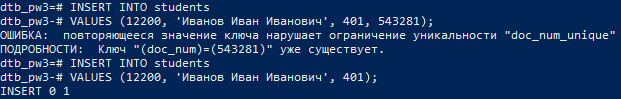 dtb_pw3=# INSERT INTO students
dtb_pw3-# VALUES (12200, 'Иванов Иван Иванович', 401, 543281);
ОШИБКА:  повторяющееся значение ключа нарушает ограничение уникальности "doc_num_unique"
ПОДРОБНОСТИ:  Ключ "(doc_num)=(543281)" уже существует.
dtb_pw3=# INSERT INTO students
dtb_pw3-# VALUES (12200, 'Иванов Иван Иванович', 401);
INSERT 0 1